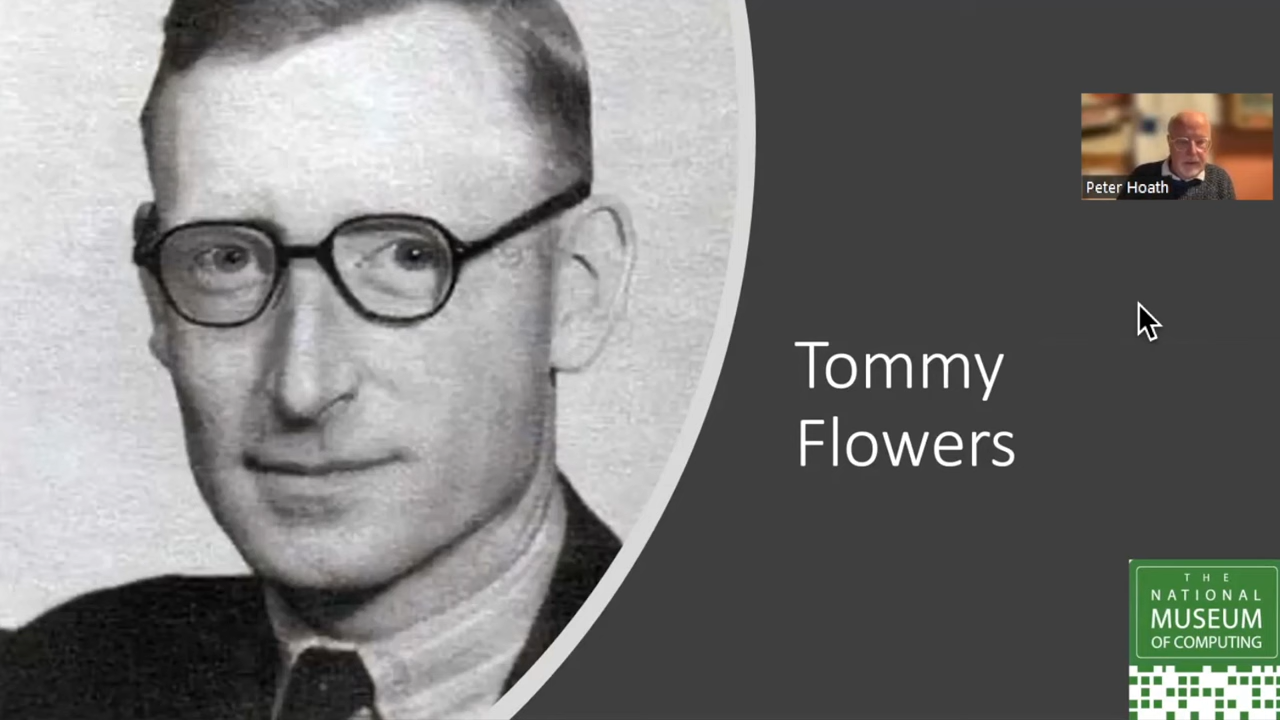 Peter Hoath
Tommy
Flowers
THE
NATIONAL
MUSEUM
OF COMPUTING